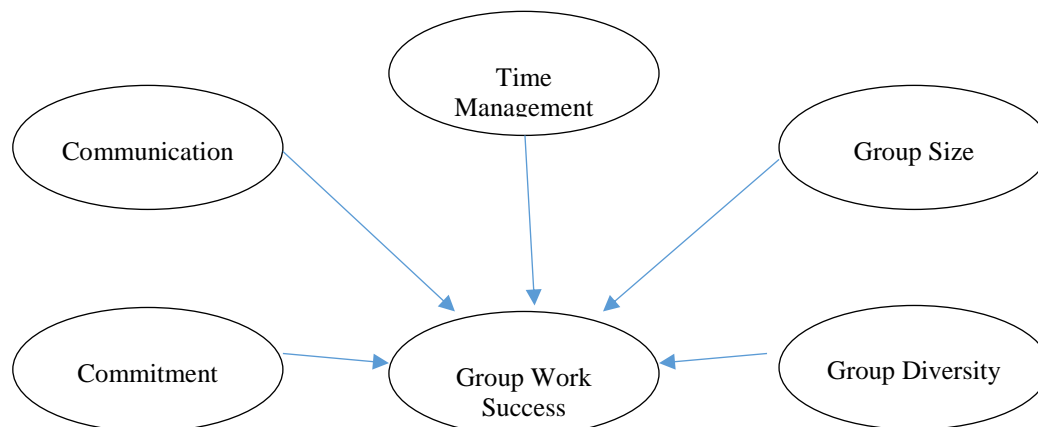 Time
Management
Communication
Group Size
Commitment
Group Work
Success
Group Diversity